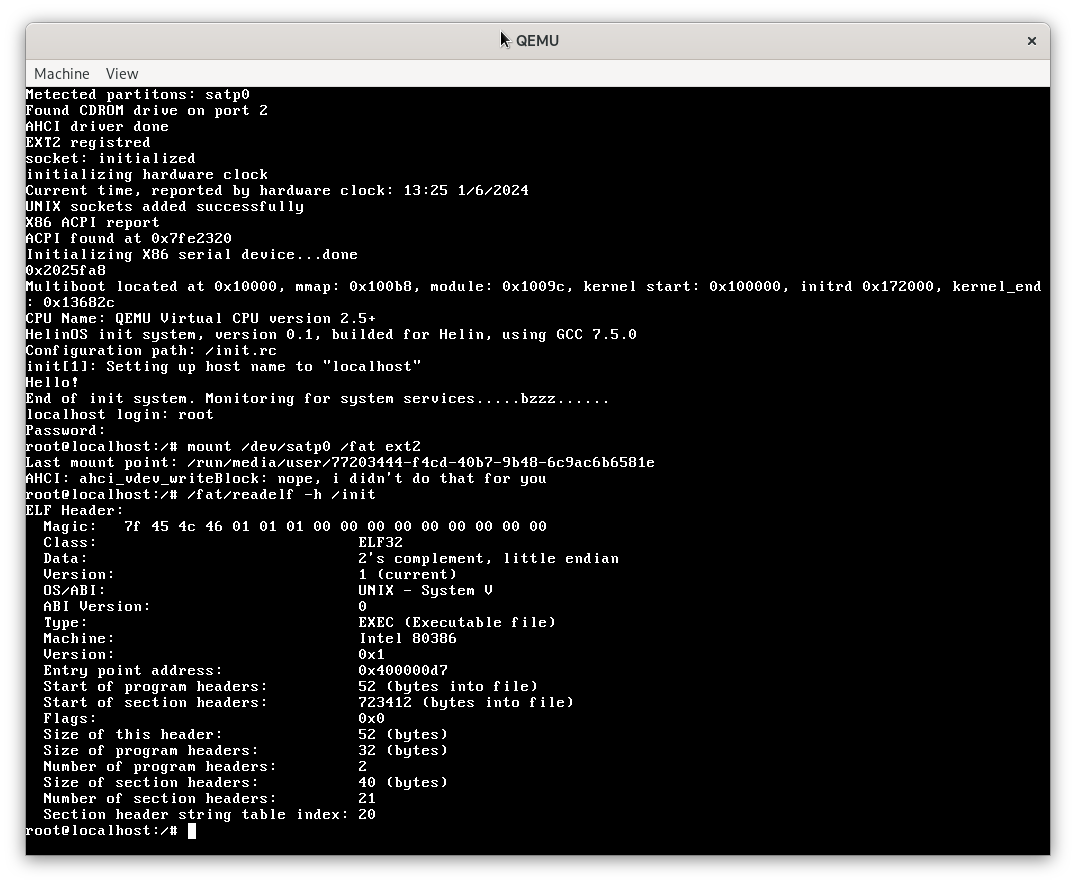 QEMU
×
Machine View
Metected partitons: satp0
Found CDROM drive on port 2
AHCI driver done
EXT2 registred
socket: initialized
initializing hardware clock
Current time, reported by hardware clock: 13:25 1/6/2024
UNIX sockets added successfully
X86 ACPI report
ACPI found at 0x7fe2320
Initializing X86 serial device...done
0x2025fa8
Multiboot located at 0x10000, mmap: 0x100b8, module: 0x1009c, kernel start: 0x100000, initrd 0x172000, kernel_end
: 0x13682c
CPU Name: QEMU Virtual CPU version 2.5+
HelinOS init system, version 0.1, builded for Helin, using GCC 7.5.0
Configuration path: /init.rc
init[1]: Setting up host name to "localhost"
Hello!
End of init system. Monitoring for system services.....bzzz......
localhost login: root
Password:
root@localhost:/# mount /dev/satp0 /fat ext2
Last mount point: /run/media/user/77203444-f4cd-40b7-9b48-6c9ac6b6581e
AHCI: ahci_vdev_writeBlock: nope, i didn't do that for you
root@localhost:/# /fat/readelf -h /init
ELF Header:
  Magic:   7f 45 4c 46 01 01 01 00 00 00 00 00 00 00 00 00
  Class:                             ELF32
  Data:                              2's complement, little endian
  Version:                           1 (current)
  OS/ABI:                            UNIX - System V
  ABI Version:                       0
  Type:                              EXEC (Executable file)
  Machine:                           Intel 80386
  Version:                           0x1
  Entry point address:               0x400000d7
  Start of program headers:          52 (bytes into file)
  Start of section headers:          723412 (bytes into file)
  Flags:                             0x0
  Size of this header:               52 (bytes)
  Size of program headers:           32 (bytes)
  Number of program headers:         2
  Size of section headers:           40 (bytes)
  Number of section headers:         21
  Section header string table index: 20
root@localhost:/#